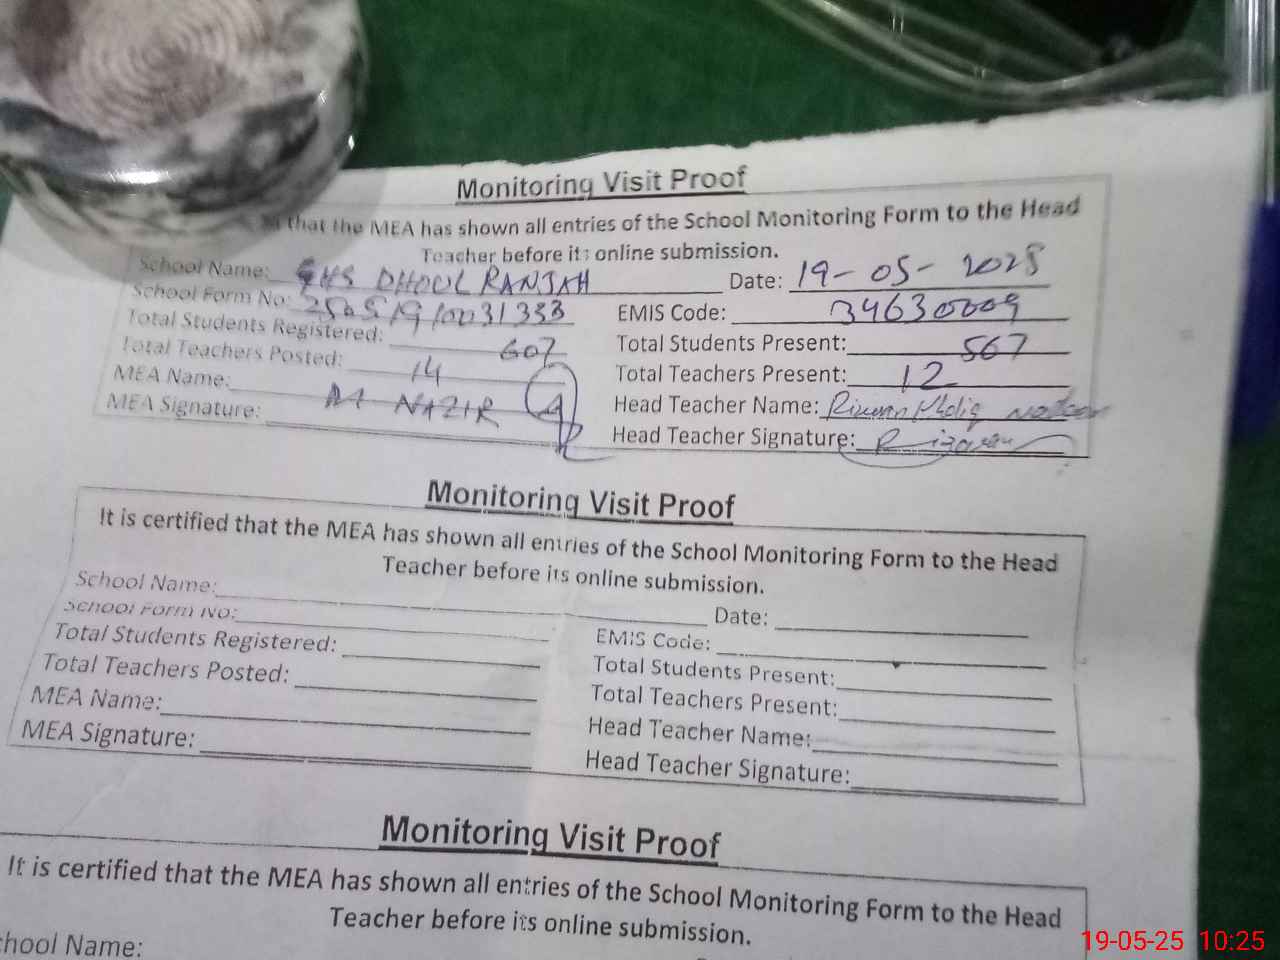 Monitoring Visit Proof
that the MEA has shown all entries of the School Monitoring Form to the Head
Teacher before its online submission.
School Name: GHS DHOUL RANJAH Date: 19-05-2025
School Form No: EMIS Code: 34630009
Total Students Registered: 607 Total Students Present: 567
Total Teachers Posted: 14 Total Teachers Present: 12
MEA Name: M NAZIR Head Teacher Name: Rizwan Khaliq
MEA Signature: Head Teacher Signature: Rizwan
Monitoring Visit Proof
It is certified that the MEA has shown all entries of the School Monitoring Form to the Head
Teacher before its online submission.
School Name: Date:
School Form No: EMIS Code:
Total Students Registered: Total Students Present:
Total Teachers Posted: Total Teachers Present:
MEA Name: Head Teacher Name:
MEA Signature: Head Teacher Signature:
Monitoring Visit Proof
It is certified that the MEA has shown all entries of the School Monitoring Form to the Head
Teacher before its online submission.
chool Name:
19-05-25 10:25